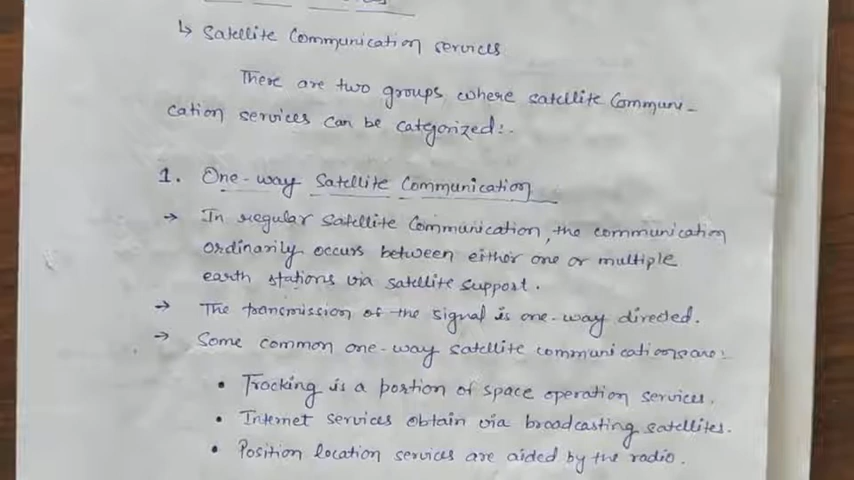 ↳ Satellite Communication services
There are two groups where satellite Communi-
cation services can be categorized:-
1. One-way Satellite Communication
→ In regular satellite Communication, the communication
ordinarily occurs between either one or multiple
earth stations via satellite support.
→ The transmission of the signal is one-way directed.
→ Some common one-way satellite communications are:
• Tracking is a portion of space operation services.
• Internet services obtain via broadcasting satellites.
• Position location services are aided by the radio.